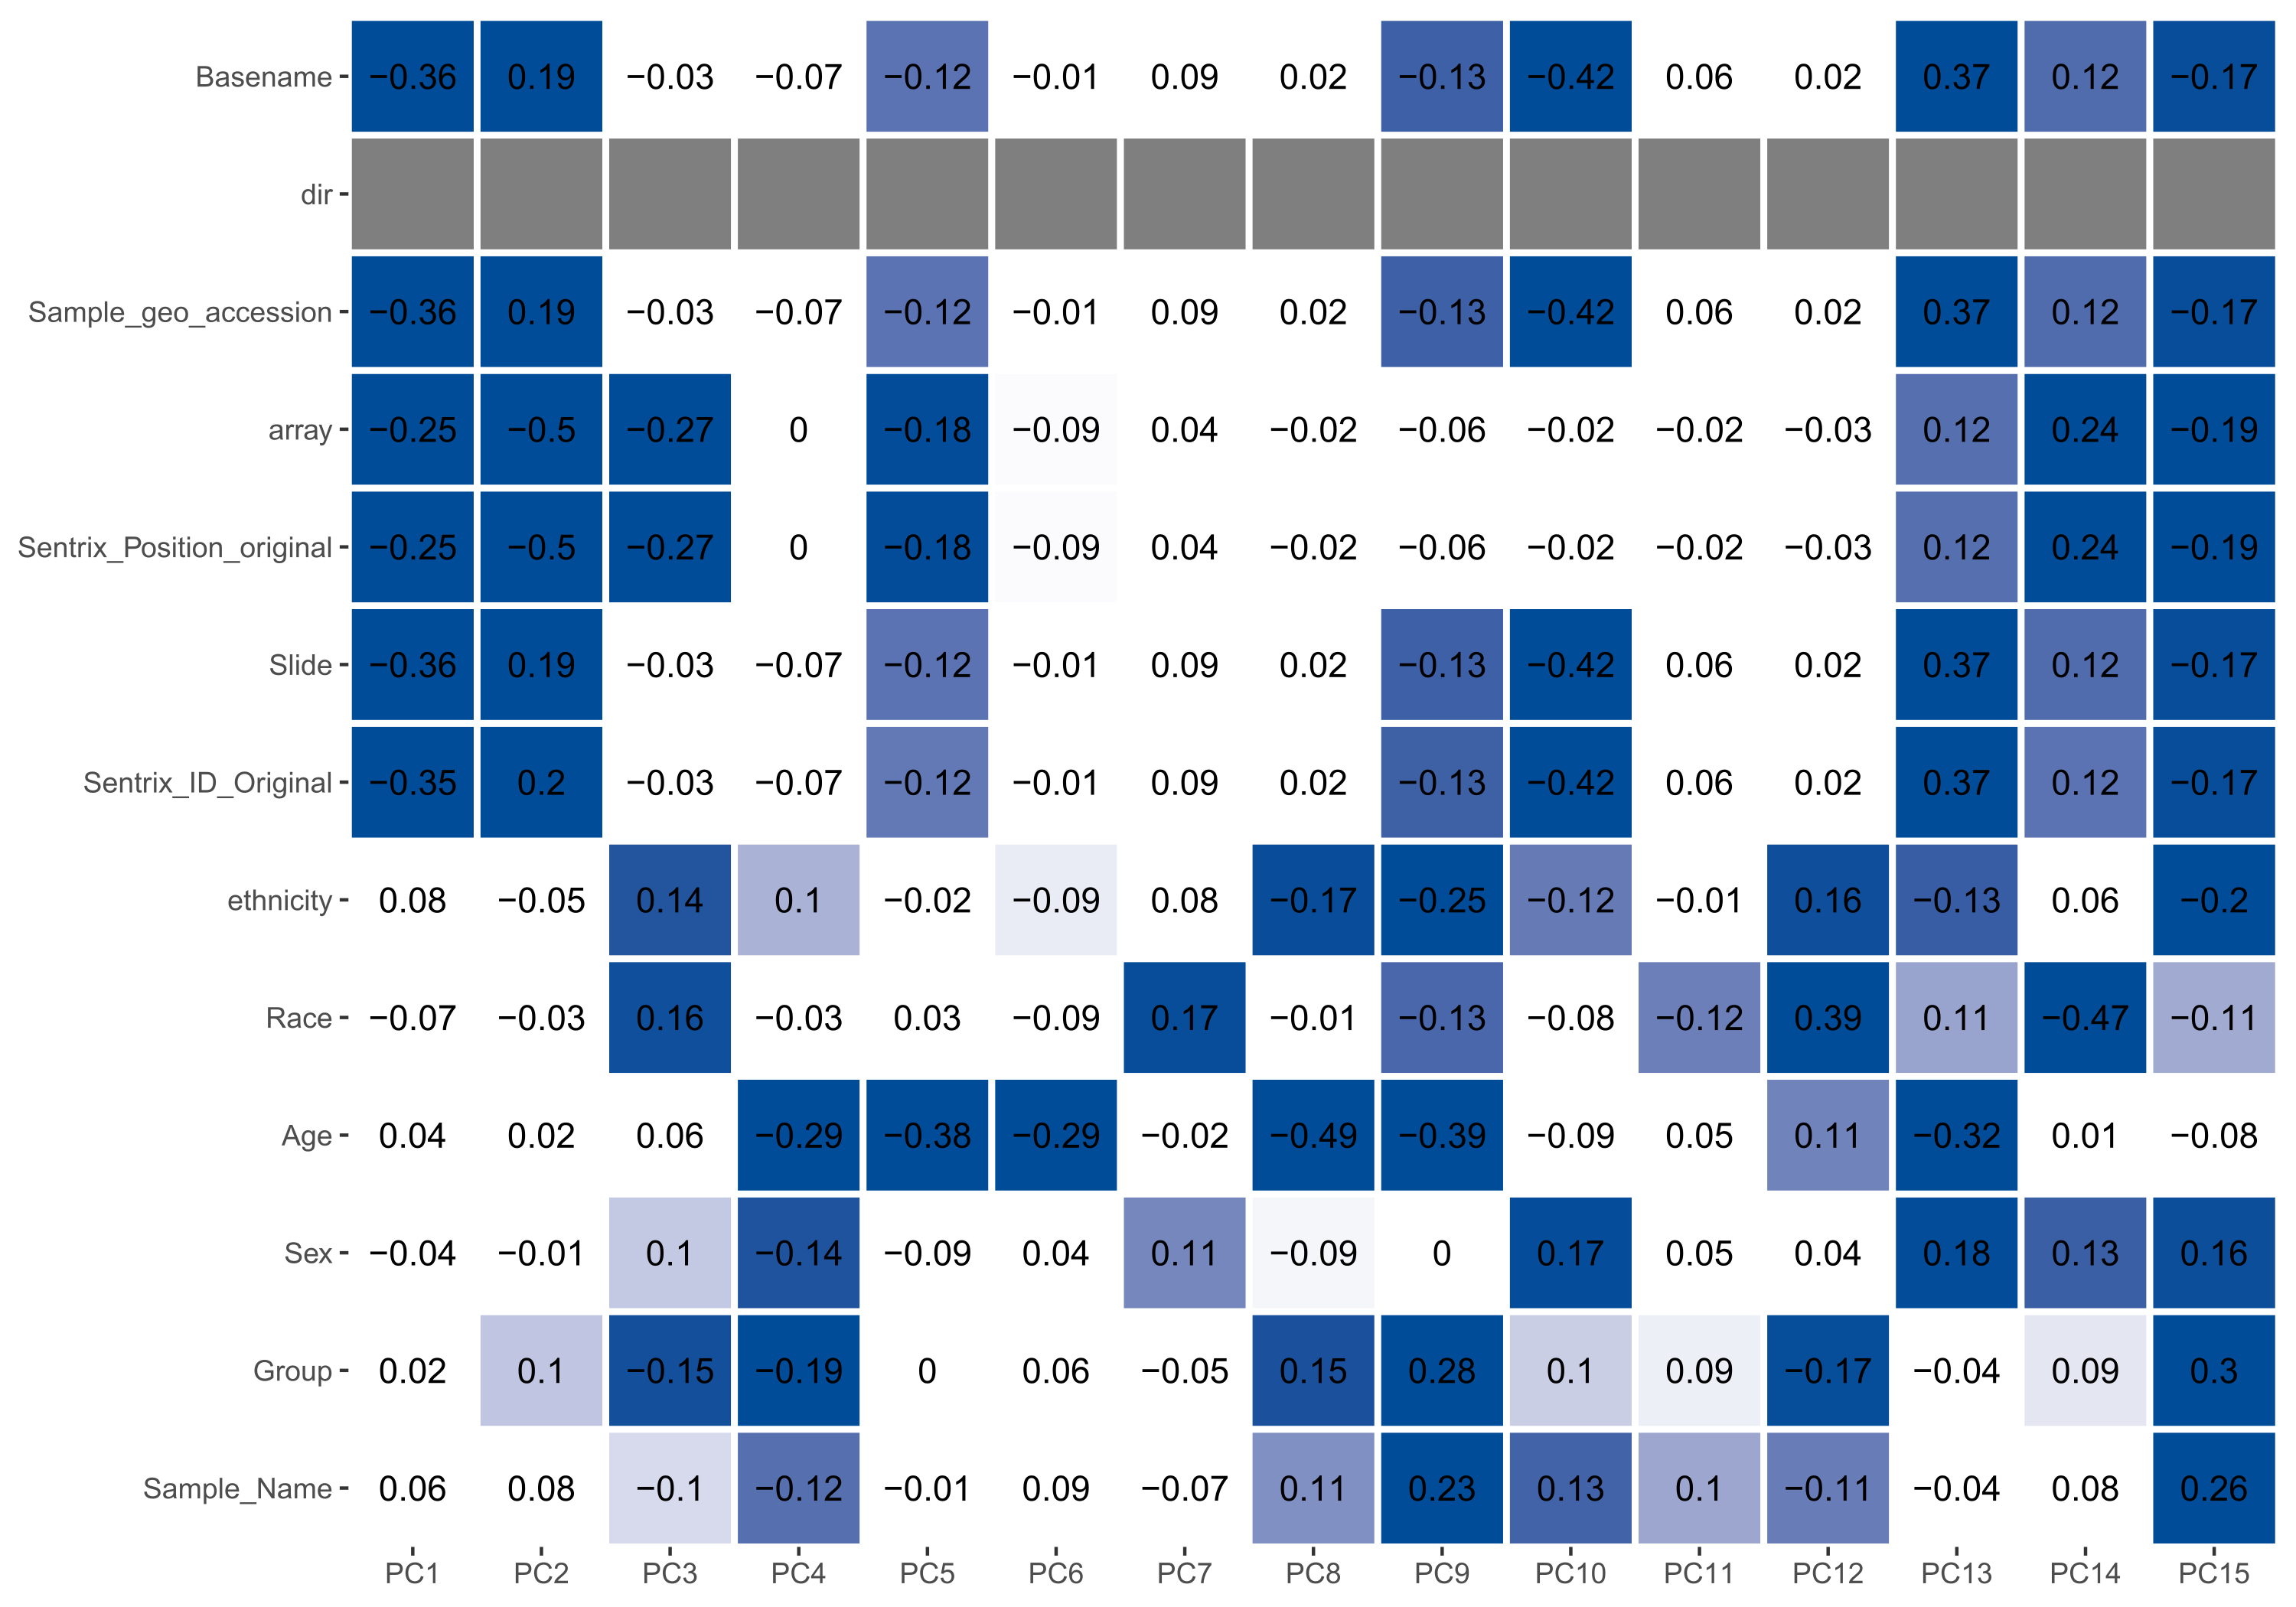 Basename −0.36 0.19 −0.03 −0.07 −0.12 −0.01 0.09 0.02 −0.13 −0.42 0.06 0.02 0.37 0.12 −0.17
dir
Sample_geo_accession −0.36 0.19 −0.03 −0.07 −0.12 −0.01 0.09 0.02 −0.13 −0.42 0.06 0.02 0.37 0.12 −0.17
array −0.25 −0.5 −0.27 0 −0.18 −0.09 0.04 −0.02 −0.06 −0.02 −0.02 −0.03 0.12 0.24 −0.19
Sentrix_Position_original −0.25 −0.5 −0.27 0 −0.18 −0.09 0.04 −0.02 −0.06 −0.02 −0.02 −0.03 0.12 0.24 −0.19
Slide −0.36 0.19 −0.03 −0.07 −0.12 −0.01 0.09 0.02 −0.13 −0.42 0.06 0.02 0.37 0.12 −0.17
Sentrix_ID_Original −0.35 0.2 −0.03 −0.07 −0.12 −0.01 0.09 0.02 −0.13 −0.42 0.06 0.02 0.37 0.12 −0.17
ethnicity 0.08 −0.05 0.14 0.1 −0.02 −0.09 0.08 −0.17 −0.25 −0.12 −0.01 0.16 −0.13 0.06 −0.2
Race −0.07 −0.03 0.16 −0.03 0.03 −0.09 0.17 −0.01 −0.13 −0.08 −0.12 0.39 0.11 −0.47 −0.11
Age 0.04 0.02 0.06 −0.29 −0.38 −0.29 −0.02 −0.49 −0.39 −0.09 0.05 0.11 −0.32 0.01 −0.08
Sex −0.04 −0.01 0.1 −0.14 −0.09 0.04 0.11 −0.09 0 0.17 0.05 0.04 0.18 0.13 0.16
Group 0.02 0.1 −0.15 −0.19 0 0.06 −0.05 0.15 0.28 0.1 0.09 −0.17 −0.04 0.09 0.3
Sample_Name 0.06 0.08 −0.1 −0.12 −0.01 0.09 −0.07 0.11 0.23 0.13 0.1 −0.11 −0.04 0.08 0.26
PC1 PC2 PC3 PC4 PC5 PC6 PC7 PC8 PC9 PC10 PC11 PC12 PC13 PC14 PC15